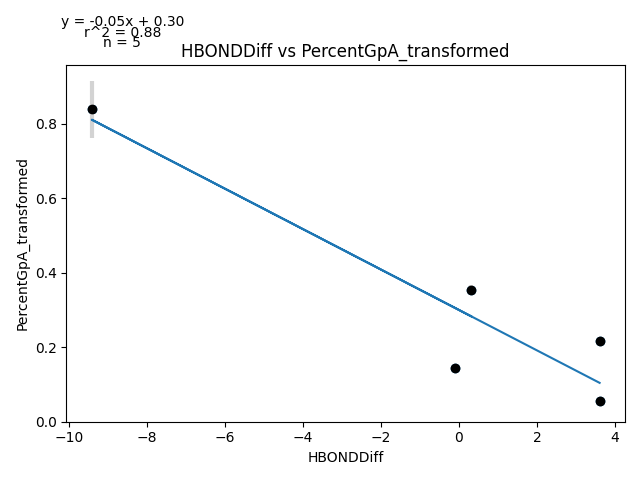 y = -0.05x + 0.30
r^2 = 0.88
n = 5
HBONDDiff vs PercentGpA_transformed
PercentGpA_transformed
0.8
0.6
0.4
0.2
0.0
−10
−8
−6
−4
−2
0
2
4
HBONDDiff